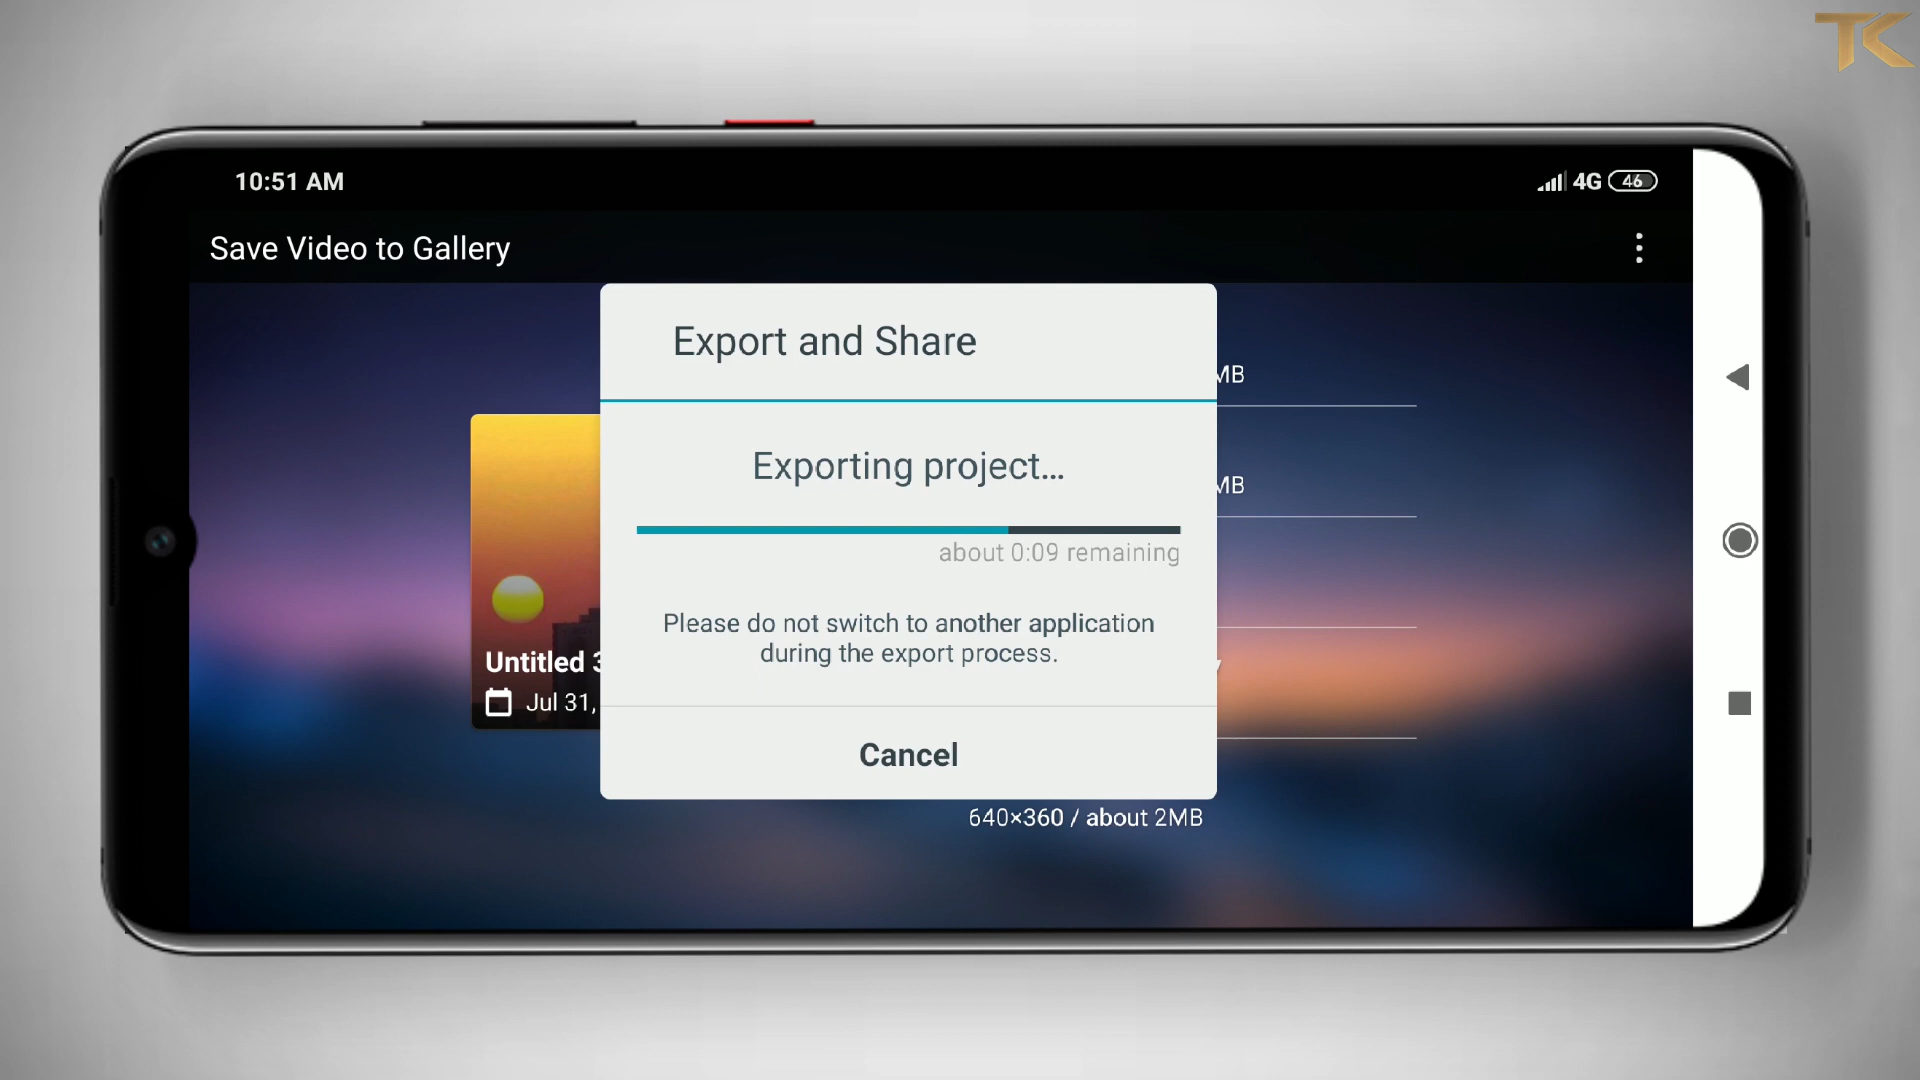 TK
10:51 AM
4G 46
Save Video to Gallery
Export and Share
MB
Exporting project...
MB
about 0:09 remaining
Please do not switch to another application
during the export process.
Untitled
Jul 31,
Cancel
640×360 / about 2MB